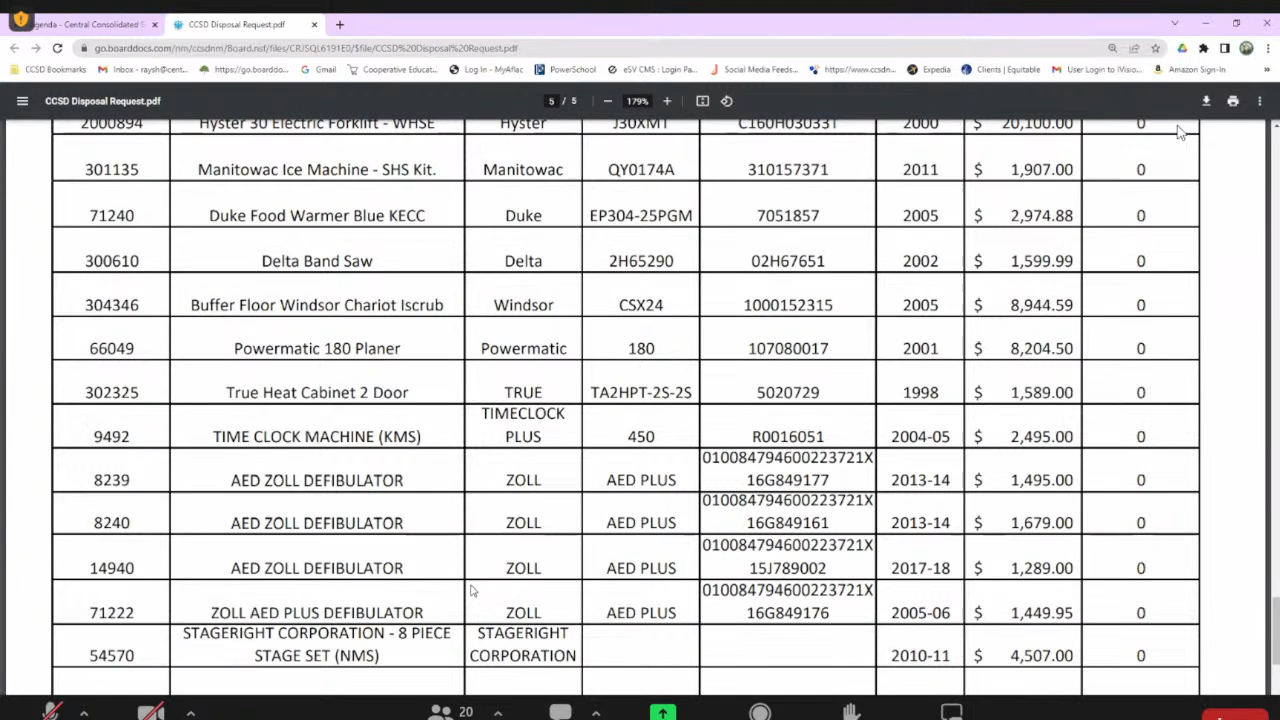 genda - Central Consolidated S
CCSD Disposal Request.pdf
go.boarddocs.com/nm/ccsdnm/Board.nsf/files/CRJSQL6191E0/$file/CCSD%20Disposal%20Request.pdf
CCSD Bookmarks Inbox - raysh@cent... https://go.boarddo... Gmail Cooperative Educat... Log In - MyAflac PowerSchool eSV CMS : Login Pa... Social Media Feeds... https://www.ccsdn... Expedia Clients | Equitable User Login to iVisio... Amazon Sign-In »
CCSD Disposal Request.pdf 5 / 5 179%
2000894 Hyster 30 Electric Forklift - WHSE Hyster J30XMT C160H03033T 2000 $ 20,100.00 0
301135 Manitowac Ice Machine - SHS Kit. Manitowac QY0174A 310157371 2011 $ 1,907.00 0
71240 Duke Food Warmer Blue KECC Duke EP304-25PGM 7051857 2005 $ 2,974.88 0
300610 Delta Band Saw Delta 2H65290 02H67651 2002 $ 1,599.99 0
304346 Buffer Floor Windsor Chariot Iscrub Windsor CSX24 1000152315 2005 $ 8,944.59 0
66049 Powermatic 180 Planer Powermatic 180 107080017 2001 $ 8,204.50 0
302325 True Heat Cabinet 2 Door TRUE TA2HPT-2S-2S 5020729 1998 $ 1,589.00 0
TIMECLOCK
9492 TIME CLOCK MACHINE (KMS) PLUS 450 R0016051 2004-05 $ 2,495.00 0
010084794600223721X
8239 AED ZOLL DEFIBULATOR ZOLL AED PLUS 16G849177 2013-14 $ 1,495.00 0
010084794600223721X
8240 AED ZOLL DEFIBULATOR ZOLL AED PLUS 16G849161 2013-14 $ 1,679.00 0
010084794600223721X
14940 AED ZOLL DEFIBULATOR ZOLL AED PLUS 15J789002 2017-18 $ 1,289.00 0
010084794600223721X
71222 ZOLL AED PLUS DEFIBULATOR ZOLL AED PLUS 16G849176 2005-06 $ 1,449.95 0
STAGERIGHT CORPORATION - 8 PIECE STAGERIGHT
54570 STAGE SET (NMS) CORPORATION 2010-11 $ 4,507.00 0
20